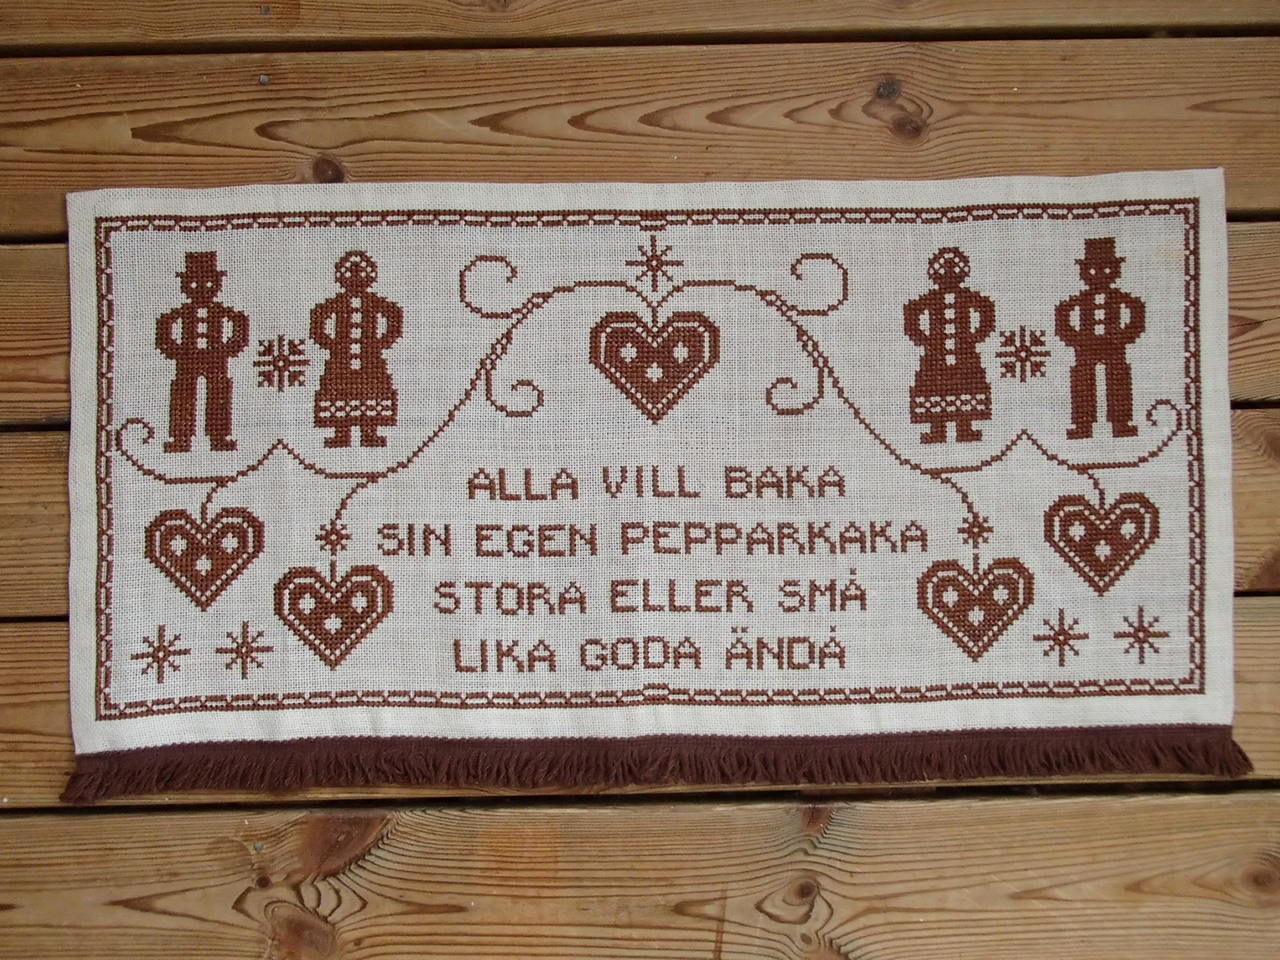 ALLA VILL BAKA
SIN EGEN PEPPARKAKA
STORA ELLER SMÅ
LIKA GODA ÄNDÅ